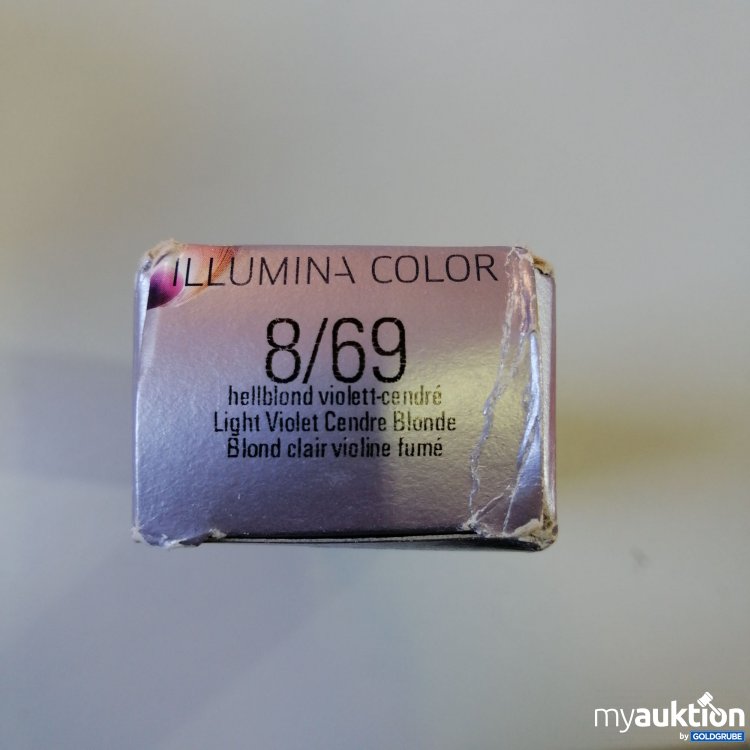 ILLUMINA COLOR
8/69
hellblond violett-cendré
Light Violet Cendre Blonde
Blond clair violine fumé
myauktion
by GOLDGRUBE